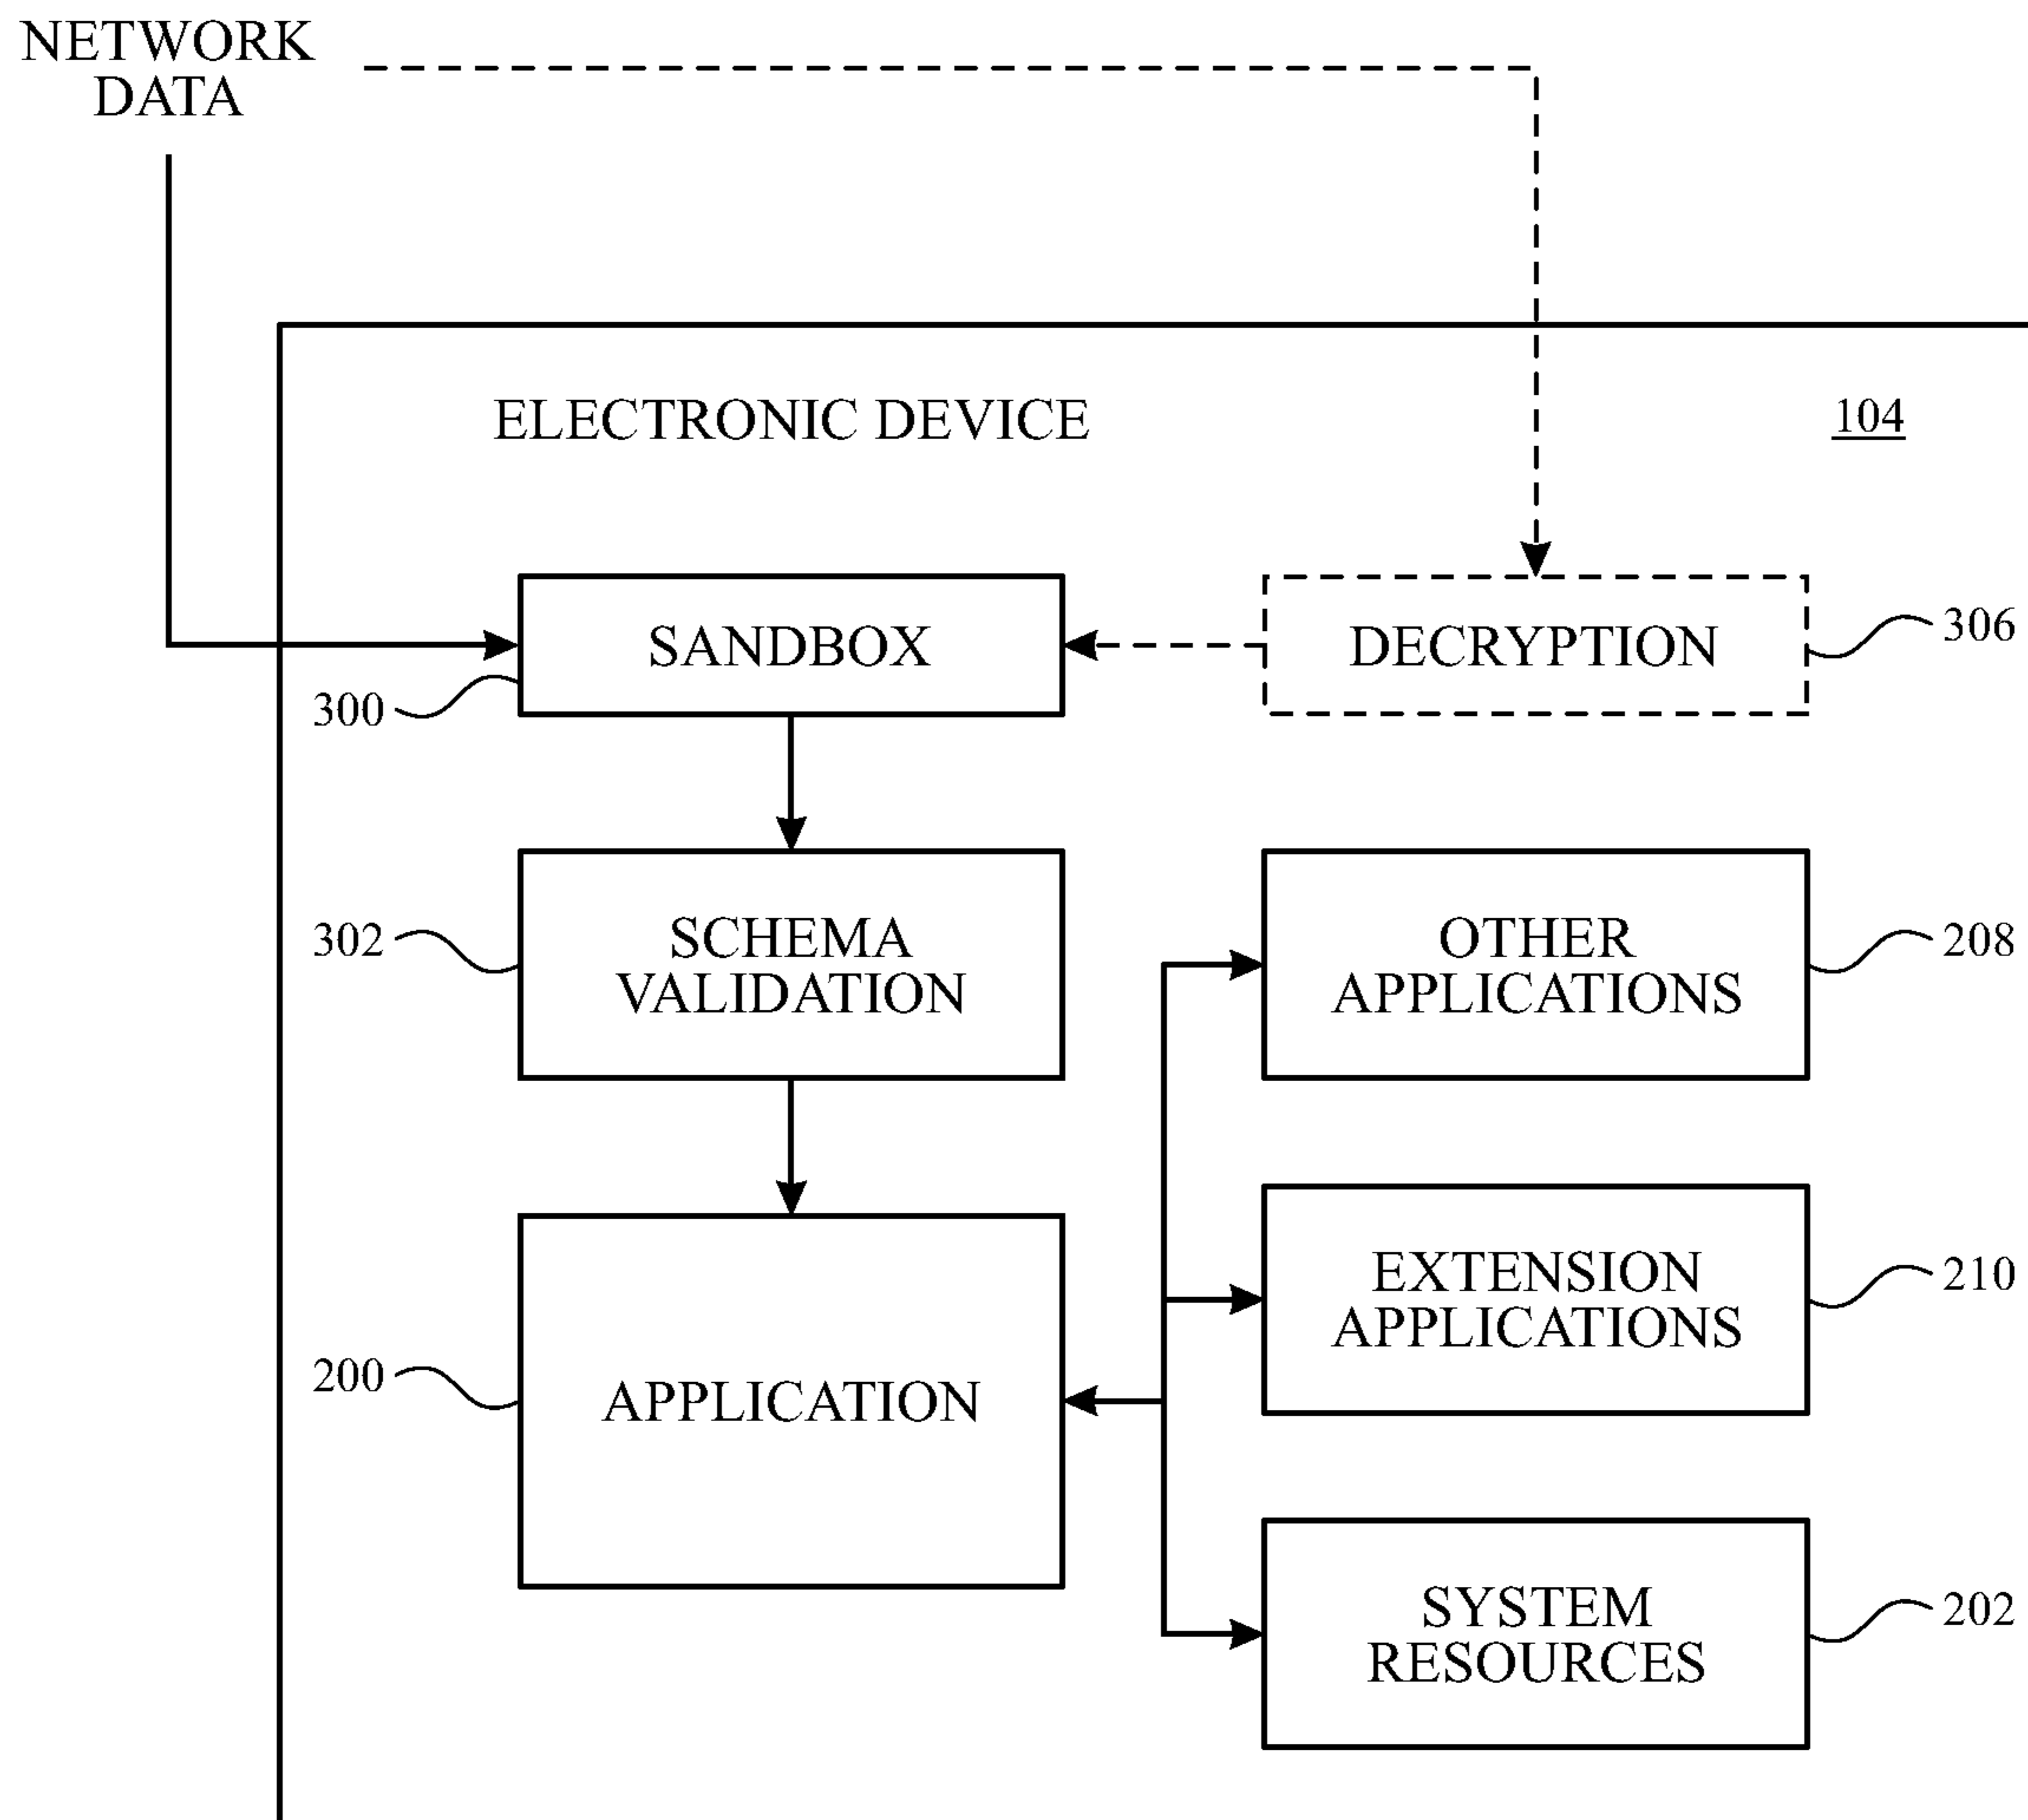 NETWORK
DATA
ELECTRONIC DEVICE
104
SANDBOX
300
DECRYPTION
306
302
SCHEMA
VALIDATION
OTHER
APPLICATIONS
208
EXTENSION
APPLICATIONS
210
200
APPLICATION
SYSTEM
RESOURCES
202